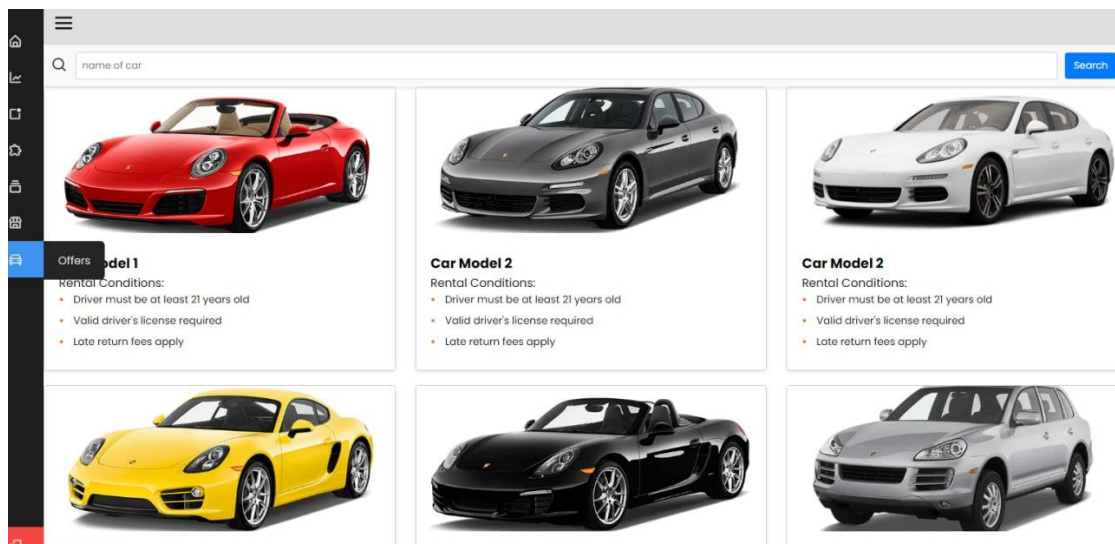 name of car
Search
Offers
odel 1
Rental Conditions:
Driver must be at least 21 years old
Valid driver's license required
Late return fees apply
Car Model 2
Rental Conditions:
Driver must be at least 21 years old
Valid driver's license required
Late return fees apply
Car Model 2
Rental Conditions:
Driver must be at least 21 years old
Valid driver's license required
Late return fees apply